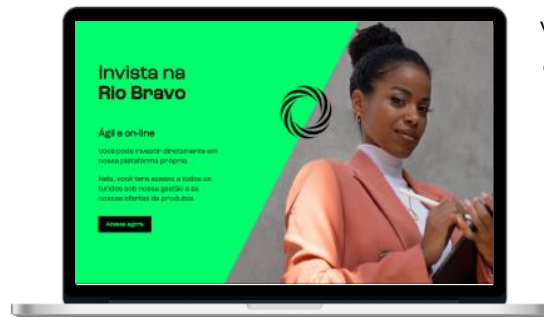 Invista na
Rio Bravo
Ágil e on-line
Você pode investir diretamente em
nossa plataforma própria.
Nela, você terá acesso a todos os
fundos sob nossa gestão e às
nossas ofertas de produtos.
Acesse agora